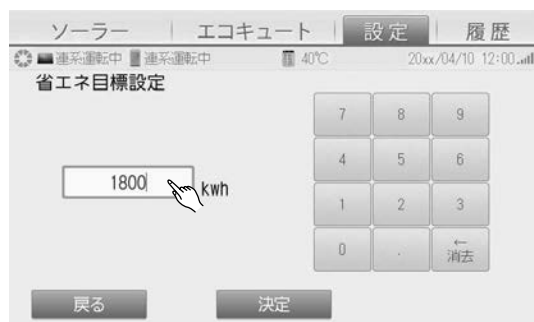 ソーラー エコキュート 設定 履歴
連系運転中 連系運転中 40℃ 20xx/04/10 12:00
省エネ目標設定
7 8 9
4 5 6
1800 kwh
1 2 3
0 . ←消去
戻る 決定